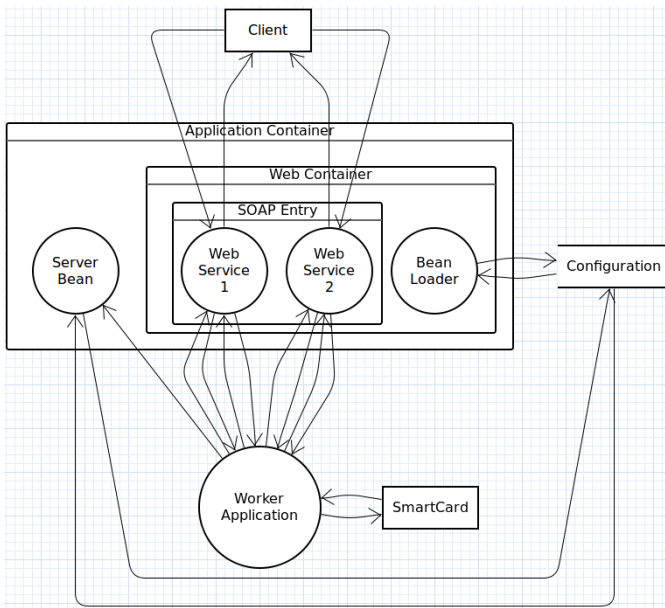 Client
Application Container
Web Container
SOAP Entry
Server
Bean
Web
Service
1
Web
Service
2
Bean
Loader
Configuration
Worker
Application
SmartCard